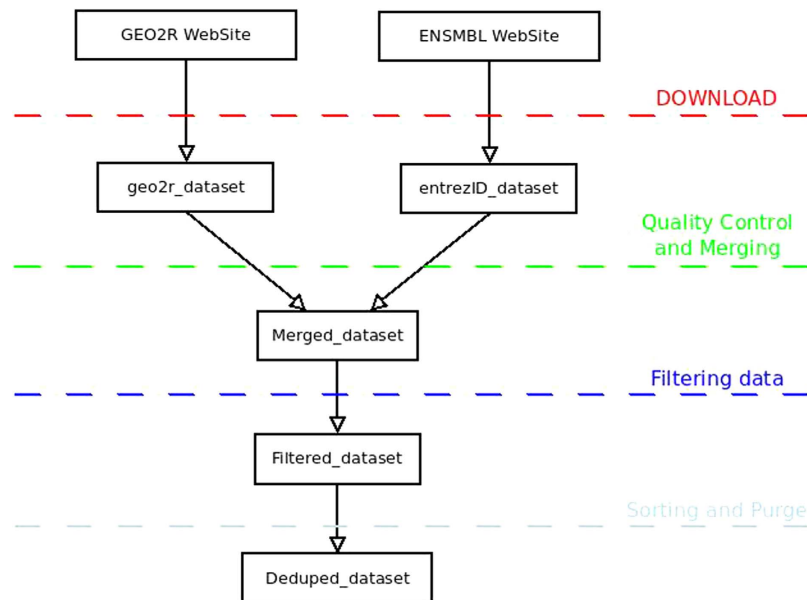 GEO2R WebSite
ENSMBL WebSite
DOWNLOAD
geo2r_dataset
entrezID_dataset
Quality Control
and Merging
Merged_dataset
Filtering data
Filtered_dataset
Sorting and Purge
Deduped_dataset